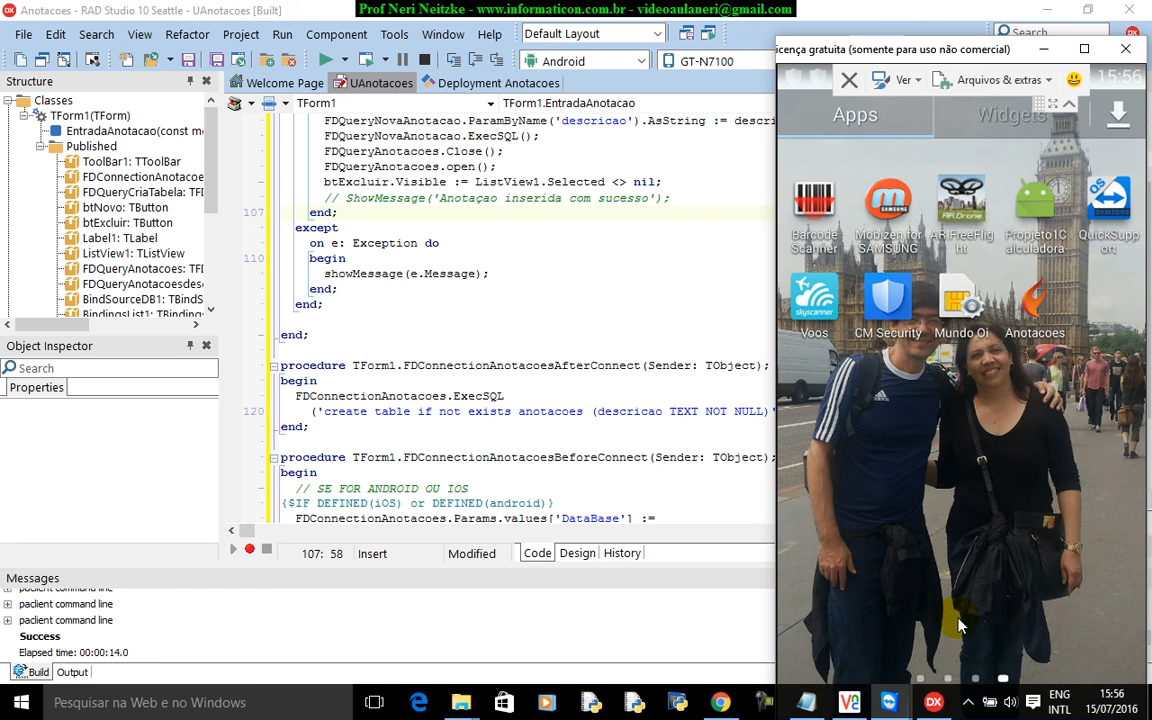 Anotacoes - RAD Studio 10 Seattle - UAnotacoes [Built]
Prof Neri Neitzke - www.informaticon.com.br - videoaulaneri@gmail.com
File Edit Search View Refactor Project Run Component Tools Window Help
Default Layout
Search
Android
GT-N7100
Structure
Classes
TForm1(TForm)
EntradaAnotacao(const m
Published
ToolBar1: TToolBar
FDConnectionAnotacoe
FDQueryCriaTabela: TF
btNovo: TButton
btExcluir: TButton
Label1: TLabel
ListView1: TListView
FDQueryAnotacoes: TF
FDQueryAnotacoesdes
BindSourceDB1: TBindS
BindingsList1: TBinding
Object Inspector
Search
Properties
Welcome Page UAnotacoes Deployment Anotacoes
TForm1 TForm1.EntradaAnotacao
FDQueryNovaAnotacao.ParamByName('descricao').AsString := descri
FDQueryNovaAnotacao.ExecSQL();
FDQueryAnotacoes.Close();
FDQueryAnotacoes.open();
btExcluir.Visible := ListView1.Selected <> nil;
// ShowMessage('Anotaçao inserida com sucesso');
107 end;
except
on e: Exception do
110 begin
showMessage(e.Message);
end;
end;
end;
procedure TForm1.FDConnectionAnotacoesAfterConnect(Sender: TObject);
begin
FDConnectionAnotacoes.ExecSQL
120 ('create table if not exists anotacoes (descricao TEXT NOT NULL)'
end;
procedure TForm1.FDConnectionAnotacoesBeforeConnect(Sender: TObject);
begin
// SE FOR ANDROID OU IOS
{$IF DEFINED(iOS) or DEFINED(android)}
FDConnectionAnotacoes.Params.values['DataBase'] :=
107: 58 Insert Modified Code Design History
Messages
paclient command line
paclient command line
paclient command line
Success
Elapsed time: 00:00:14.0
Build Output
icença gratuita (somente para uso não comercial)
Ver Arquivos & extras
15:56
Apps Widgets
Barcode Scanner
Mobizen for SAMSUNG
AR.Drone
ARFreeFlight
Propjeto1Calculadora
QS
QuickSupport
skyscanner
Voos
CM Security
Mundo Oi
Anotacoes
Pesquisar na Web e no Windows
ENG
INTL
15:56
15/07/2016